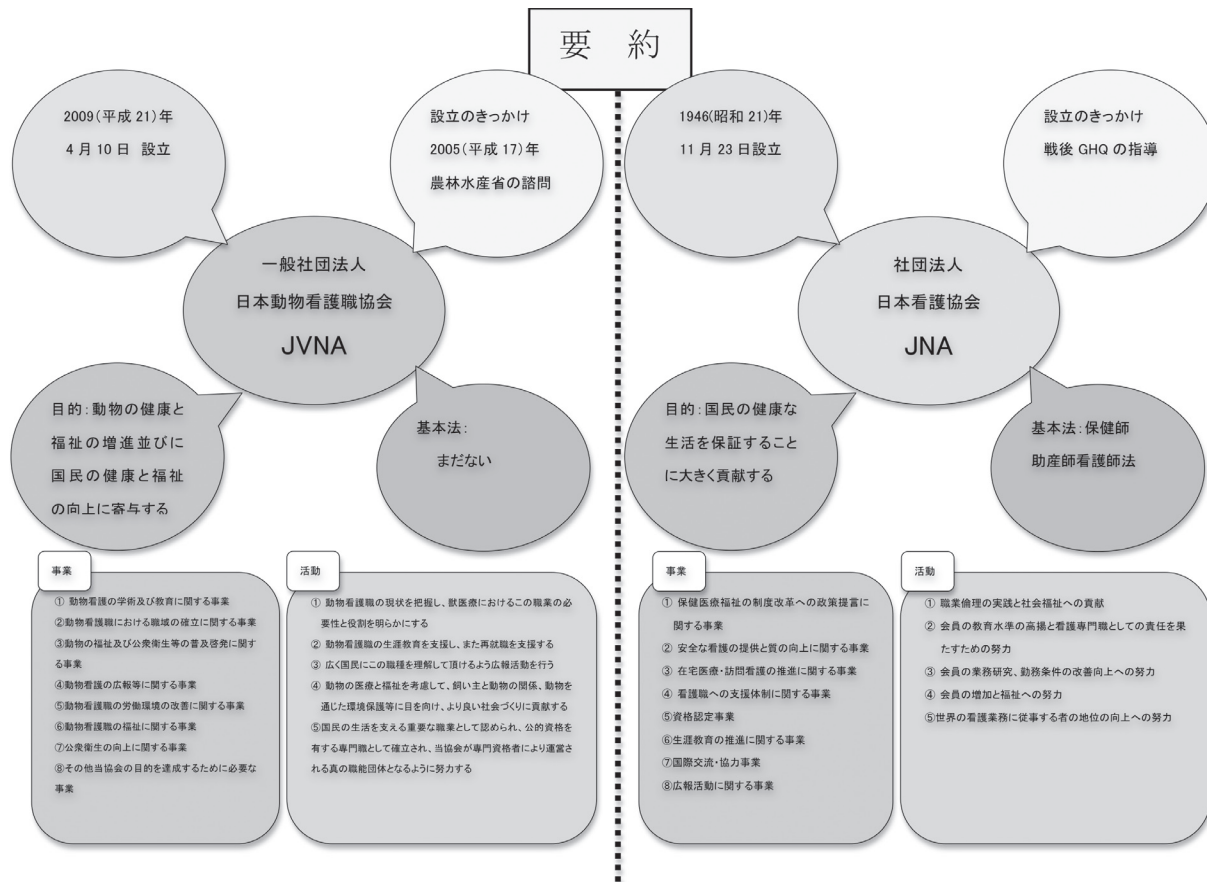 要 約
2009(平成 21)年
4 月 10 日 設立
設立のきっかけ
2005(平成 17)年
農林水産省の諮問
一般社団法人
日本動物看護職協会
JVNA
目的:動物の健康と
福祉の増進並びに
国民の健康と福祉
の向上に寄与する
基本法:
まだない
事業
① 動物看護の学術及び教育に関する事業
②動物看護職における職域の確立に関する事業
③動物の福祉及び公衆衛生等の普及啓発に関す
る事業
④動物看護の広報等に関する事業
⑤動物看護職の労働環境の改善に関する事業
⑥動物看護職の福祉に関する事業
⑦公衆衛生の向上に関する事業
⑧その他当協会の目的を達成するために必要な
事業
活動
① 動物看護職の現状を把握し、獣医療におけるこの職業の必
要性と役割を明らかにする
② 動物看護職の生涯教育を支援し、また再就職を支援する
③ 広く国民にこの職種を理解して頂けるよう広報活動を行う
④ 動物の医療と福祉を考慮して、飼い主と動物の関係、動物を
通じた環境保護等に目を向け、より良い社会づくりに貢献する
⑤国民の生活を支える重要な職業として認められ、公的資格を
有する専門職として確立され、当協会が専門資格者により運営さ
れる真の職能団体となるように努力する
1946(昭和 21)年
11 月 23 日設立
設立のきっかけ
戦後 GHQ の指導
社団法人
日本看護協会
JNA
目的:国民の健康な
生活を保証すること
に大きく貢献する
基本法:保健師
助産師看護師法
事業
① 保健医療福祉の制度改革への政策提言に
関する事業
② 安全な看護の提供と質の向上に関する事業
③ 在宅医療・訪問看護の推進に関する事業
④ 看護職への支援体制に関する事業
⑤資格認定事業
⑥生涯教育の推進に関する事業
⑦国際交流・協力事業
⑧広報活動に関する事業
活動
① 職業倫理の実践と社会福祉への貢献
② 会員の教育水準の高揚と看護専門職としての責任を果
たすための努力
③ 会員の業務研究、勤務条件の改善向上への努力
④ 会員の増加と福祉への努力
⑤世界の看護業務に従事する者の地位の向上への努力